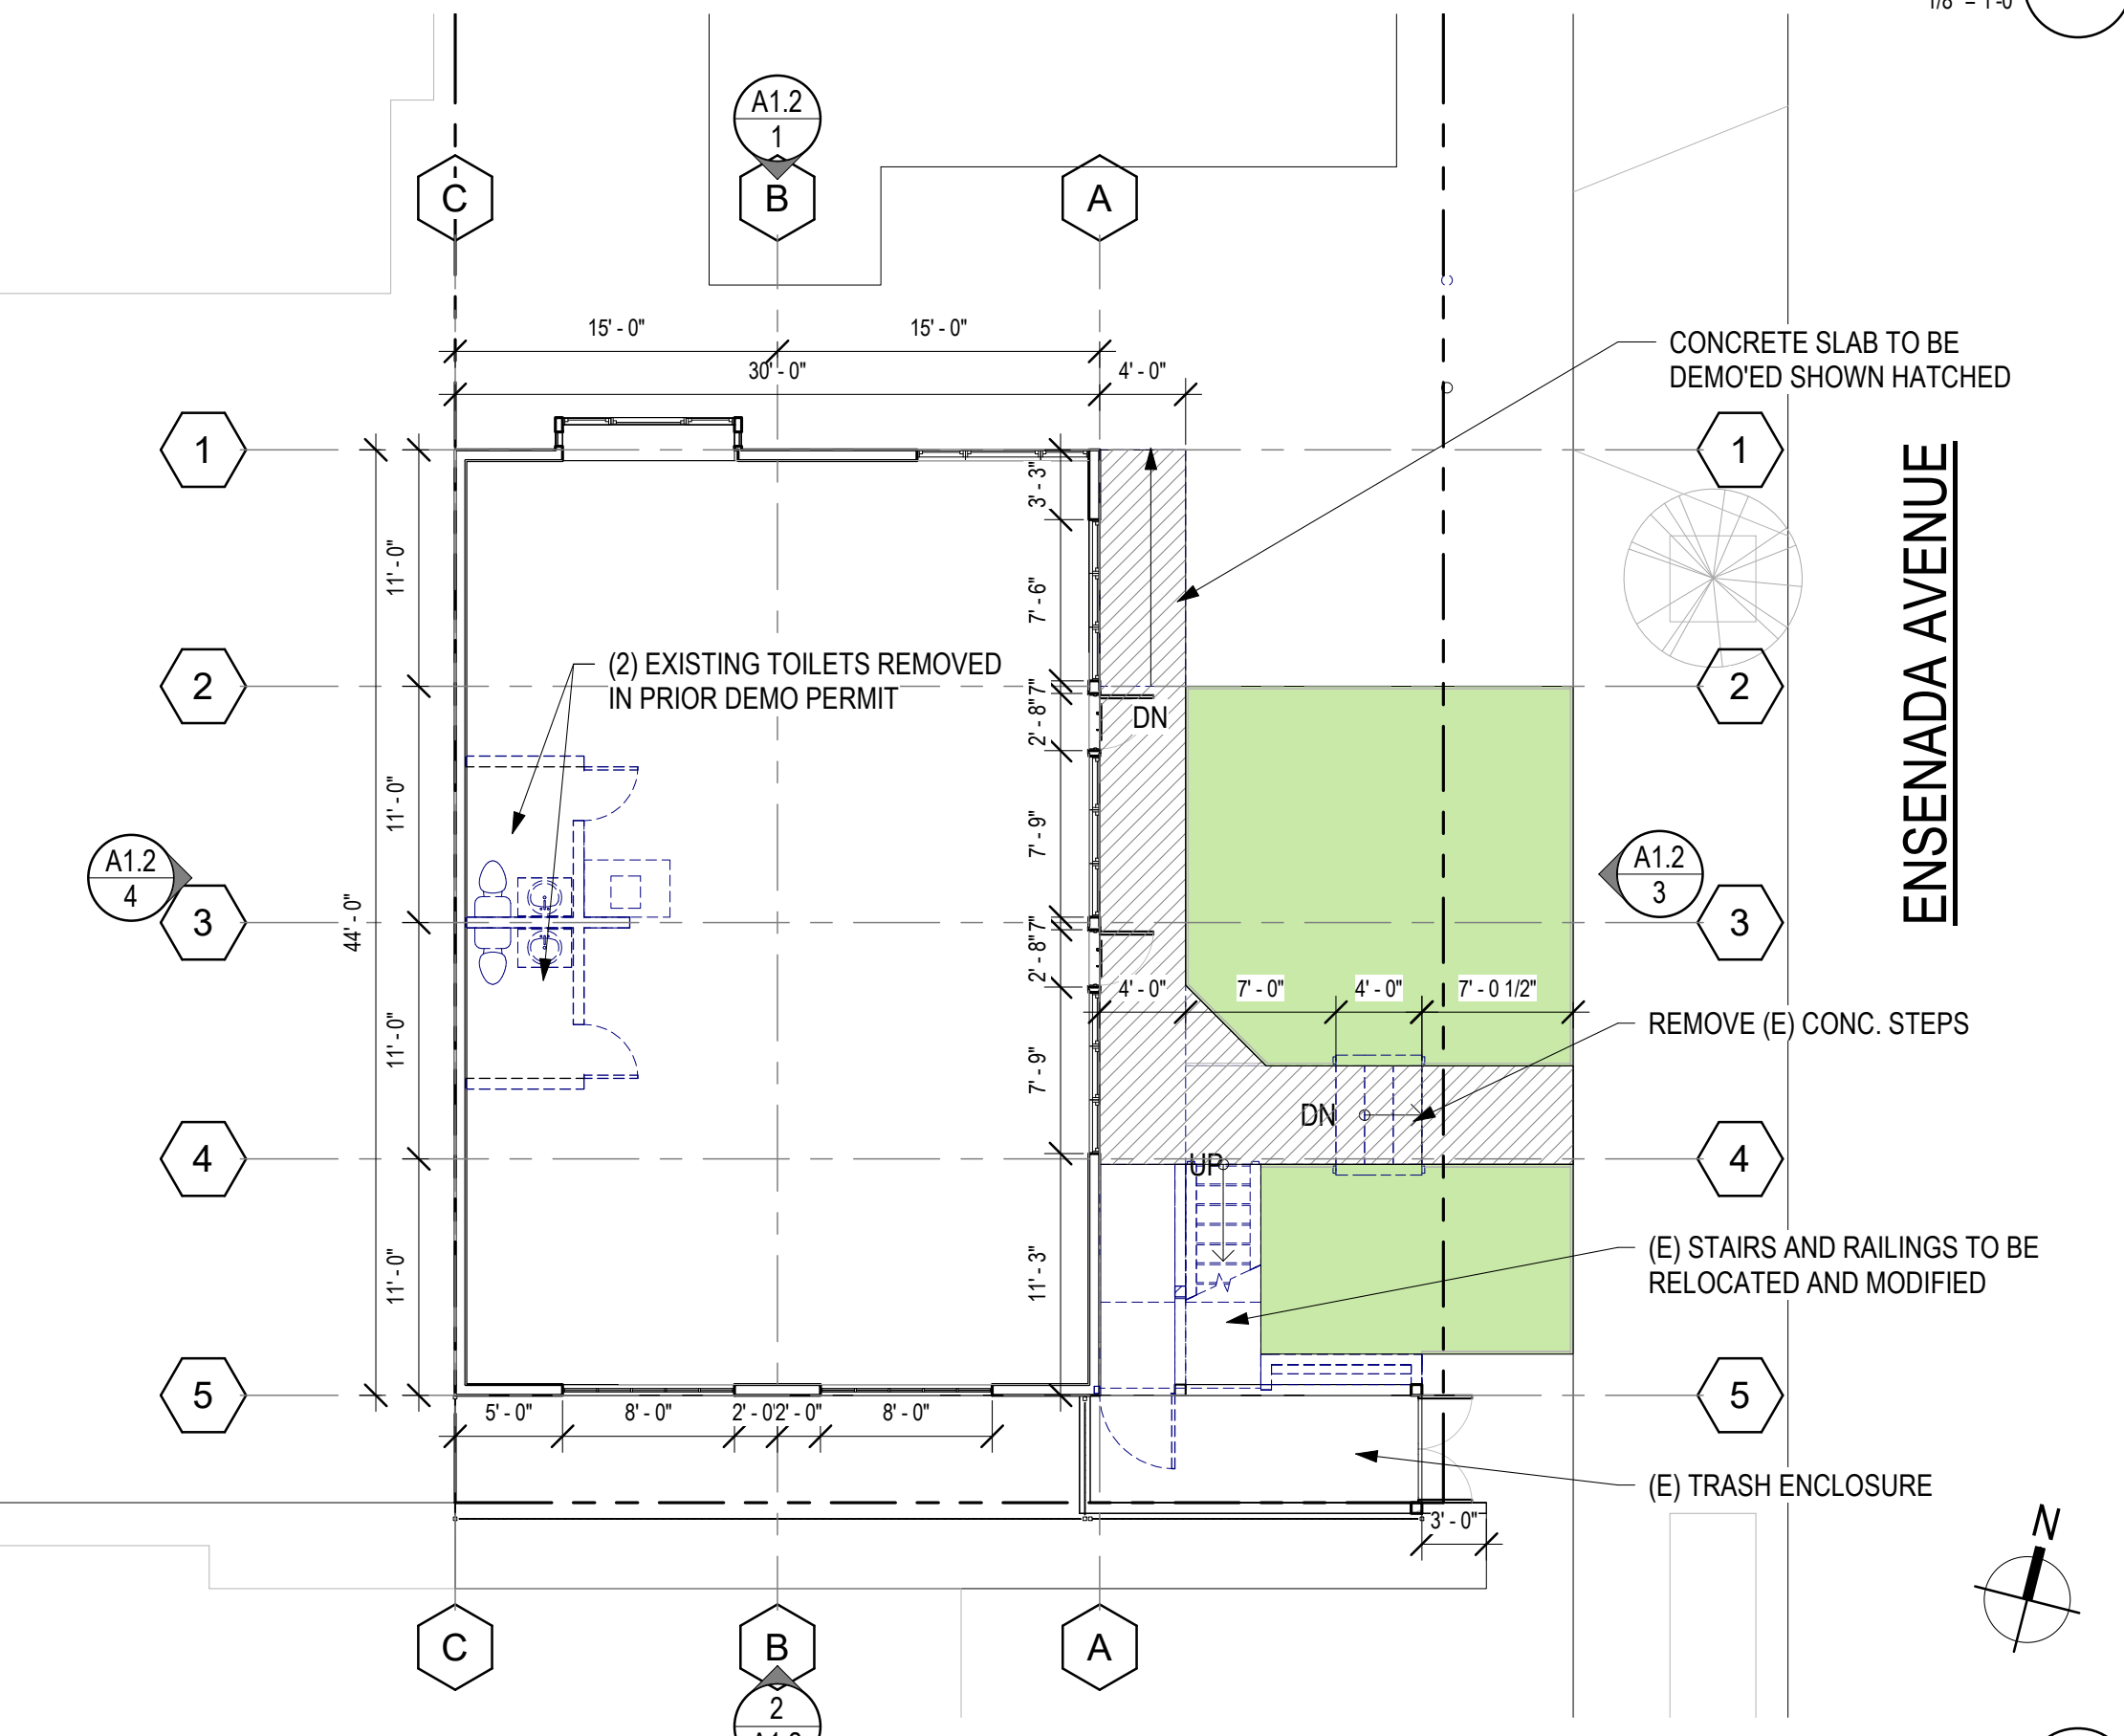 1/8" = 1'-0"
A1.2
1
C
B
A
15' - 0"
15' - 0"
30' - 0"
4' - 0"
CONCRETE SLAB TO BE
DEMO'ED SHOWN HATCHED
1
1
3' - 3"
11' - 0"
7' - 6"
ENSENADA AVENUE
(2) EXISTING TOILETS REMOVED
IN PRIOR DEMO PERMIT
2
2
7"
2' - 8"
DN
11' - 0"
7' - 9"
A1.2
4
A1.2
3
3
3
44' - 0"
7"
2' - 8"
4' - 0"
7' - 0"
4' - 0"
7' - 0 1/2"
REMOVE (E) CONC. STEPS
11' - 0"
7' - 9"
DN
4
4
UP
(E) STAIRS AND RAILINGS TO BE
RELOCATED AND MODIFIED
11' - 0"
11' - 3"
5
5
5' - 0"
8' - 0"
2' - 0"
2' - 0"
8' - 0"
(E) TRASH ENCLOSURE
3' - 0"
N
C
B
A
2